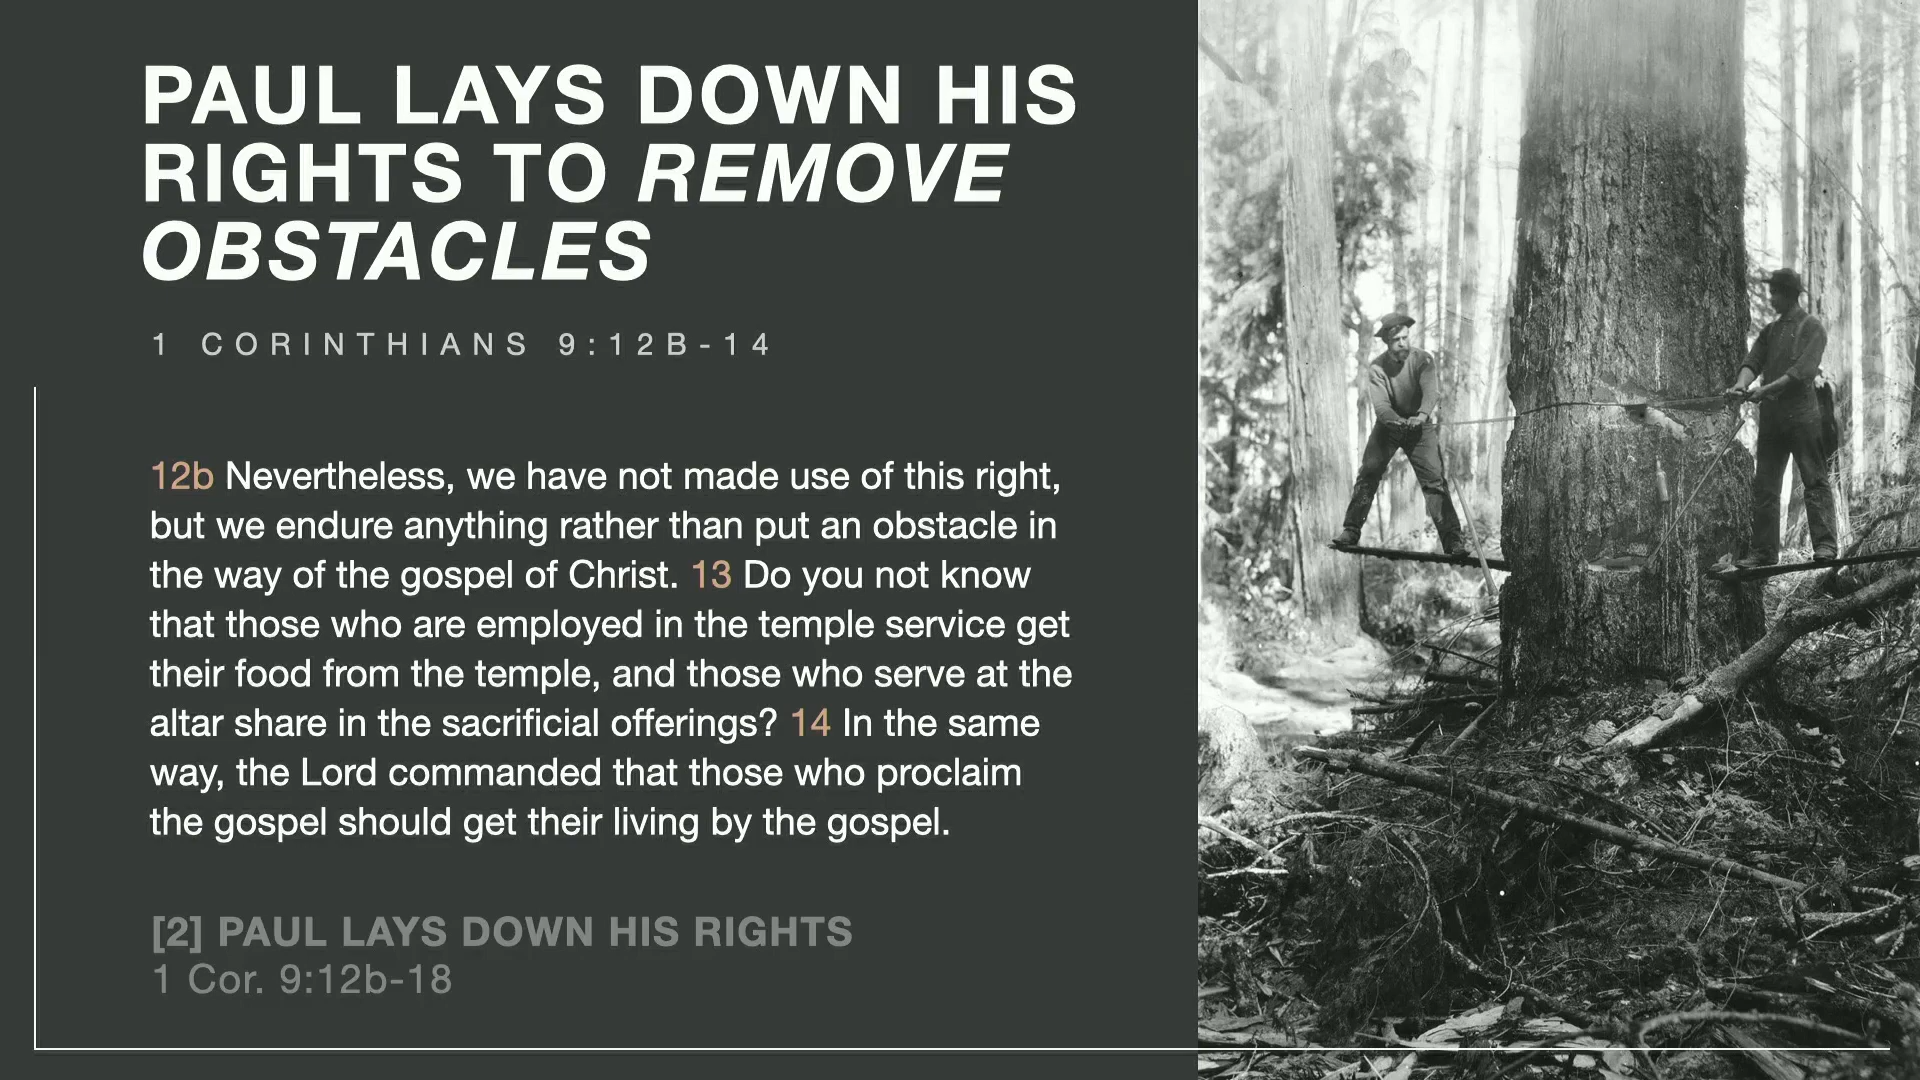 PAUL LAYS DOWN HIS
RIGHTS TO REMOVE
OBSTACLES
1 CORINTHIANS 9:12B-14
12b Nevertheless, we have not made use of this right,
but we endure anything rather than put an obstacle in
the way of the gospel of Christ. 13 Do you not know
that those who are employed in the temple service get
their food from the temple, and those who serve at the
altar share in the sacrificial offerings? 14 In the same
way, the Lord commanded that those who proclaim
the gospel should get their living by the gospel.
[2] PAUL LAYS DOWN HIS RIGHTS
1 Cor. 9:12b-18